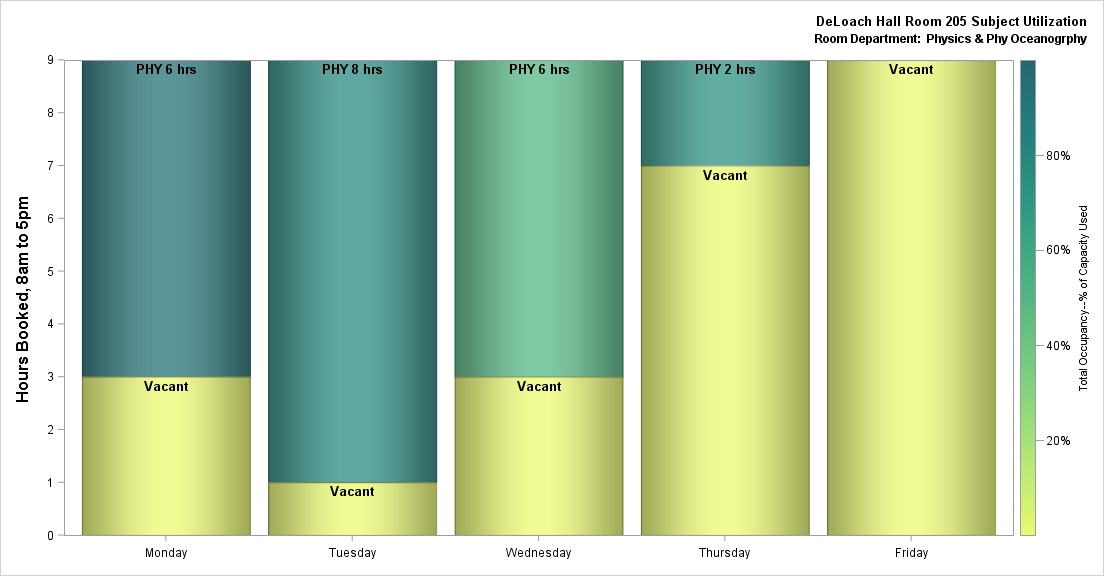 DeLoach Hall Room 205 Subject Utilization
Room Department: Physics & Phy Oceanogrphy
Hours Booked, 8am to 5pm
9
8
7
6
5
4
3
2
1
0
PHY 6 hrs
Vacant
PHY 8 hrs
Vacant
PHY 6 hrs
Vacant
PHY 2 hrs
Vacant
Vacant
Monday
Tuesday
Wednesday
Thursday
Friday
80%
60%
40%
20%
Total Occupancy--% of Capacity Used